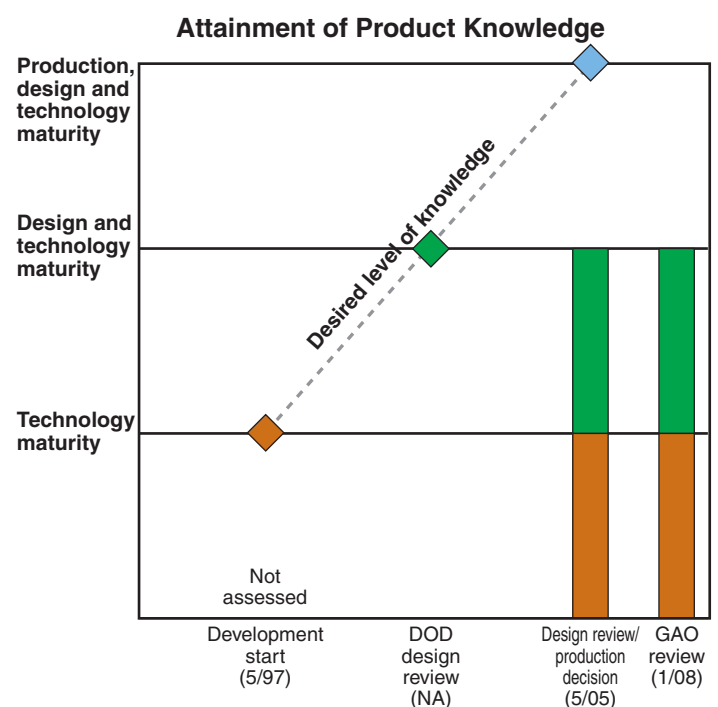 Attainment of Product Knowledge
Production,
design and
technology
maturity
Design and
technology
maturity
Technology
maturity
Desired level of knowledge
Not
assessed
Development
start
(5/97)
DOD
design
review
(NA)
Design review/
production
decision
(5/05)
GAO
review
(1/08)